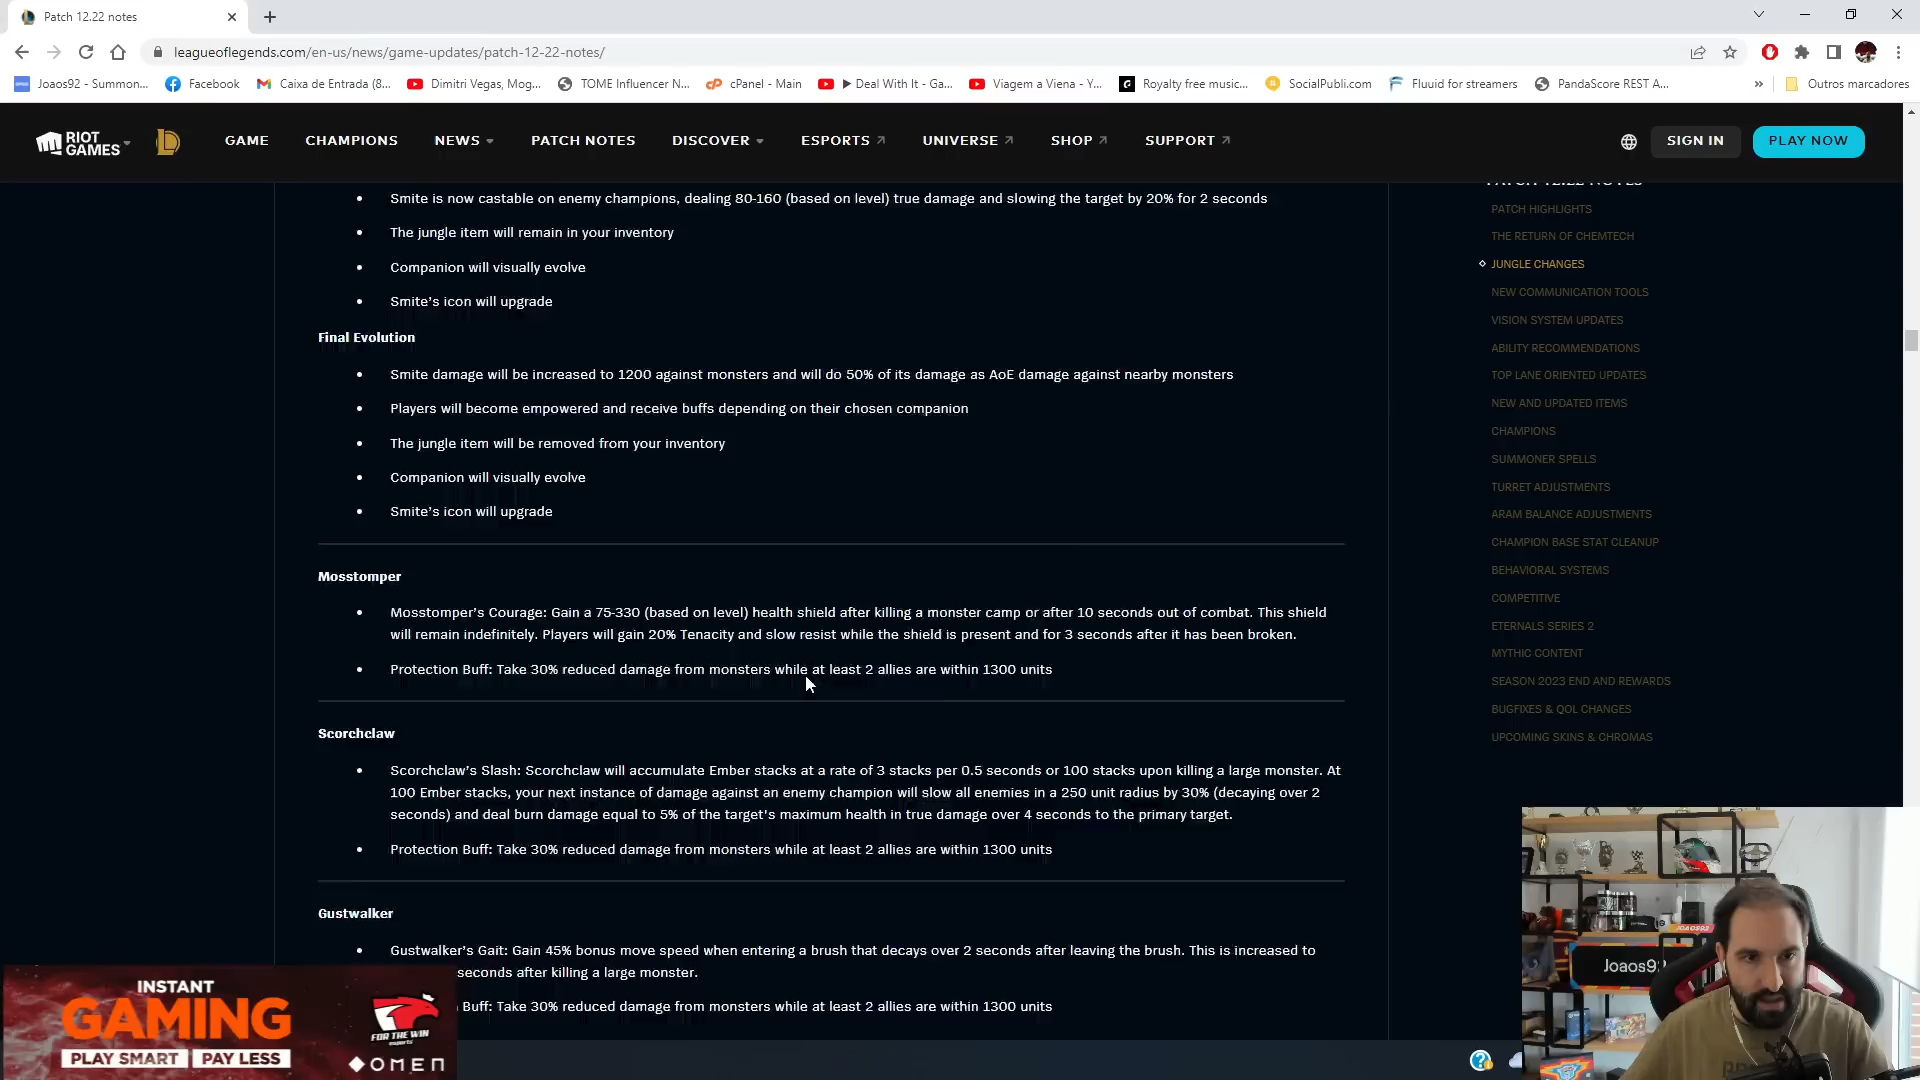 Patch 12.22 notes
leagueoflegends.com/en-us/news/game-updates/patch-12-22-notes/
Joaos92 - Summon... Facebook Caixa de Entrada (8... Dimitri Vegas, Mog... TOME Influencer N... cPanel - Main ▶ Deal With It - Ga... Viagem a Viena - Y... Royalty free music... SocialPubli.com Fluuid for streamers PandaScore REST A... » Outros marcadores
RIOT GAMES GAME CHAMPIONS NEWS PATCH NOTES DISCOVER ESPORTS UNIVERSE SHOP SUPPORT SIGN IN PLAY NOW
• Smite is now castable on enemy champions, dealing 80-160 (based on level) true damage and slowing the target by 20% for 2 seconds
• The jungle item will remain in your inventory
• Companion will visually evolve
• Smite's icon will upgrade
Final Evolution
• Smite damage will be increased to 1200 against monsters and will do 50% of its damage as AoE damage against nearby monsters
• Players will become empowered and receive buffs depending on their chosen companion
• The jungle item will be removed from your inventory
• Companion will visually evolve
• Smite's icon will upgrade
Mosstomper
• Mosstomper's Courage: Gain a 75-330 (based on level) health shield after killing a monster camp or after 10 seconds out of combat. This shield
will remain indefinitely. Players will gain 20% Tenacity and slow resist while the shield is present and for 3 seconds after it has been broken.
• Protection Buff: Take 30% reduced damage from monsters while at least 2 allies are within 1300 units
Scorchclaw
• Scorchclaw's Slash: Scorchclaw will accumulate Ember stacks at a rate of 3 stacks per 0.5 seconds or 100 stacks upon killing a large monster. At
100 Ember stacks, your next instance of damage against an enemy champion will slow all enemies in a 250 unit radius by 30% (decaying over 2
seconds) and deal burn damage equal to 5% of the target's maximum health in true damage over 4 seconds to the primary target.
• Protection Buff: Take 30% reduced damage from monsters while at least 2 allies are within 1300 units
Gustwalker
• Gustwalker's Gait: Gain 45% bonus move speed when entering a brush that decays over 2 seconds after leaving the brush. This is increased to
seconds after killing a large monster.
Buff: Take 30% reduced damage from monsters while at least 2 allies are within 1300 units
PATCH 12.22 NOTES
PATCH HIGHLIGHTS
THE RETURN OF CHEMTECH
JUNGLE CHANGES
NEW COMMUNICATION TOOLS
VISION SYSTEM UPDATES
ABILITY RECOMMENDATIONS
TOP LANE ORIENTED UPDATES
NEW AND UPDATED ITEMS
CHAMPIONS
SUMMONER SPELLS
TURRET ADJUSTMENTS
ARAM BALANCE ADJUSTMENTS
CHAMPION BASE STAT CLEANUP
BEHAVIORAL SYSTEMS
COMPETITIVE
ETERNALS SERIES 2
MYTHIC CONTENT
SEASON 2023 END AND REWARDS
BUGFIXES & QOL CHANGES
UPCOMING SKINS & CHROMAS
INSTANT
GAMING
PLAY SMART PAY LESS
FOR THE WIN
esports
OMEN
JOAOS92
Joaos92